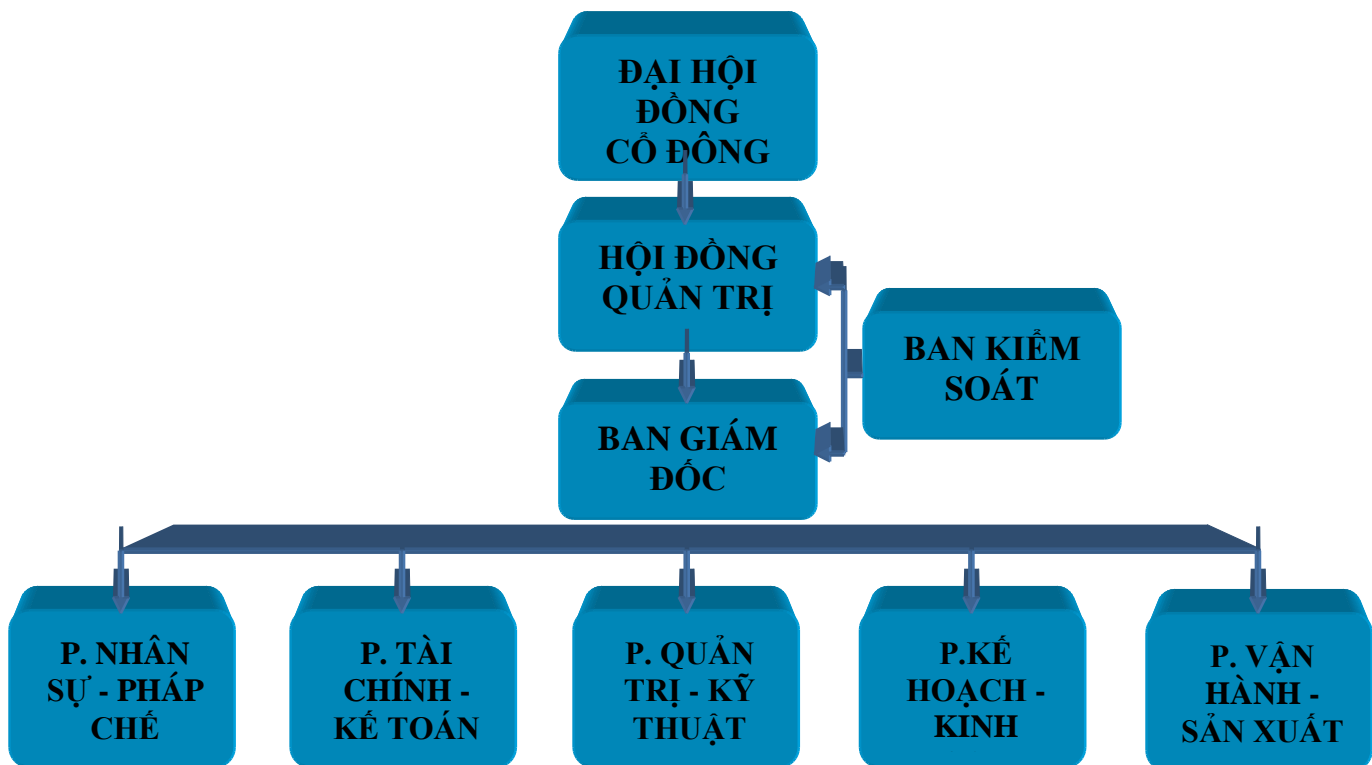 ĐẠI HỘI
ĐỒNG
CỔ ĐÔNG
HỘI ĐỒNG
QUẢN TRỊ
BAN KIỂM
SOÁT
BAN GIÁM
ĐỐC
P. NHÂN
SỰ - PHÁP
CHẾ
P. TÀI
CHÍNH -
KẾ TOÁN
P. QUẢN
TRỊ - KỸ
THUẬT
P.KẾ
HOẠCH -
KINH
P. VẬN
HÀNH -
SẢN XUẤT